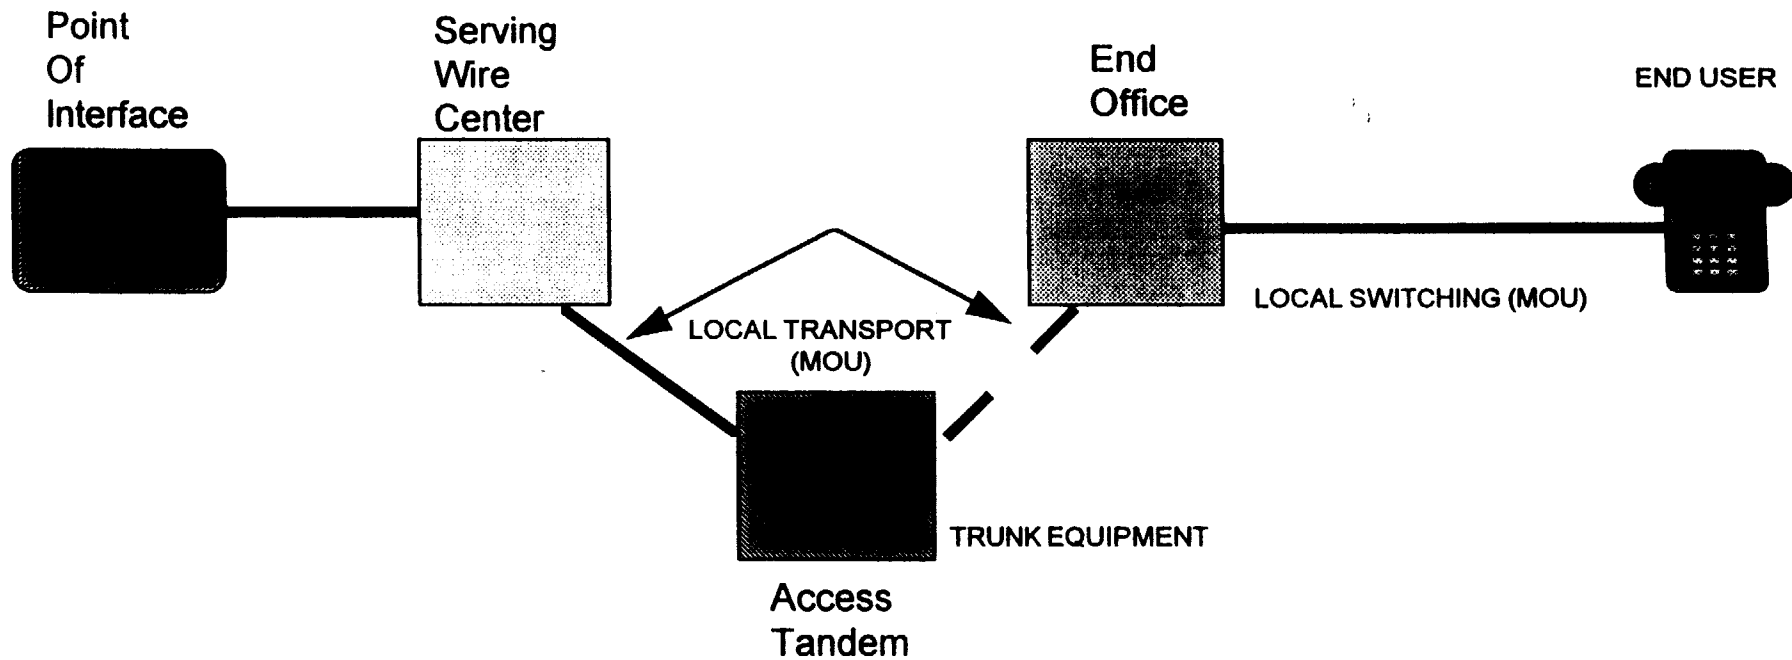 Point
Of
Interface
Serving
Wire
Center
End
Office
END USER
LOCAL TRANSPORT
(MOU)
LOCAL SWITCHING (MOU)
TRUNK EQUIPMENT
Access
Tandem